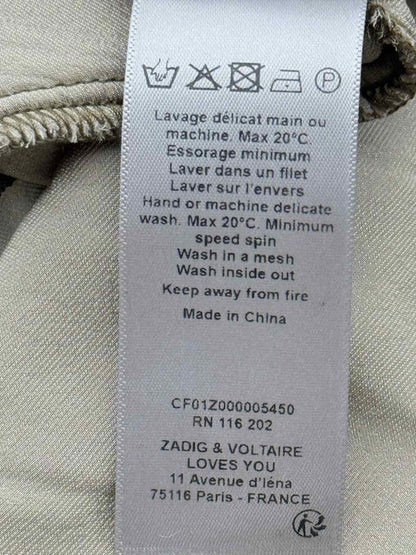 P
Lavage délicat main ou
machine. Max 20°C.
Essorage minimum
Laver dans un filet
Laver sur l'envers
Hand or machine delicate
wash. Max 20°C. Minimum
speed spin
Wash in a mesh
Wash inside out
Keep away from fire
Made in China
CF01Z000005450
RN 116 202
ZADIG & VOLTAIRE
LOVES YOU
11 Avenue d'Iéna
75116 Paris - FRANCE